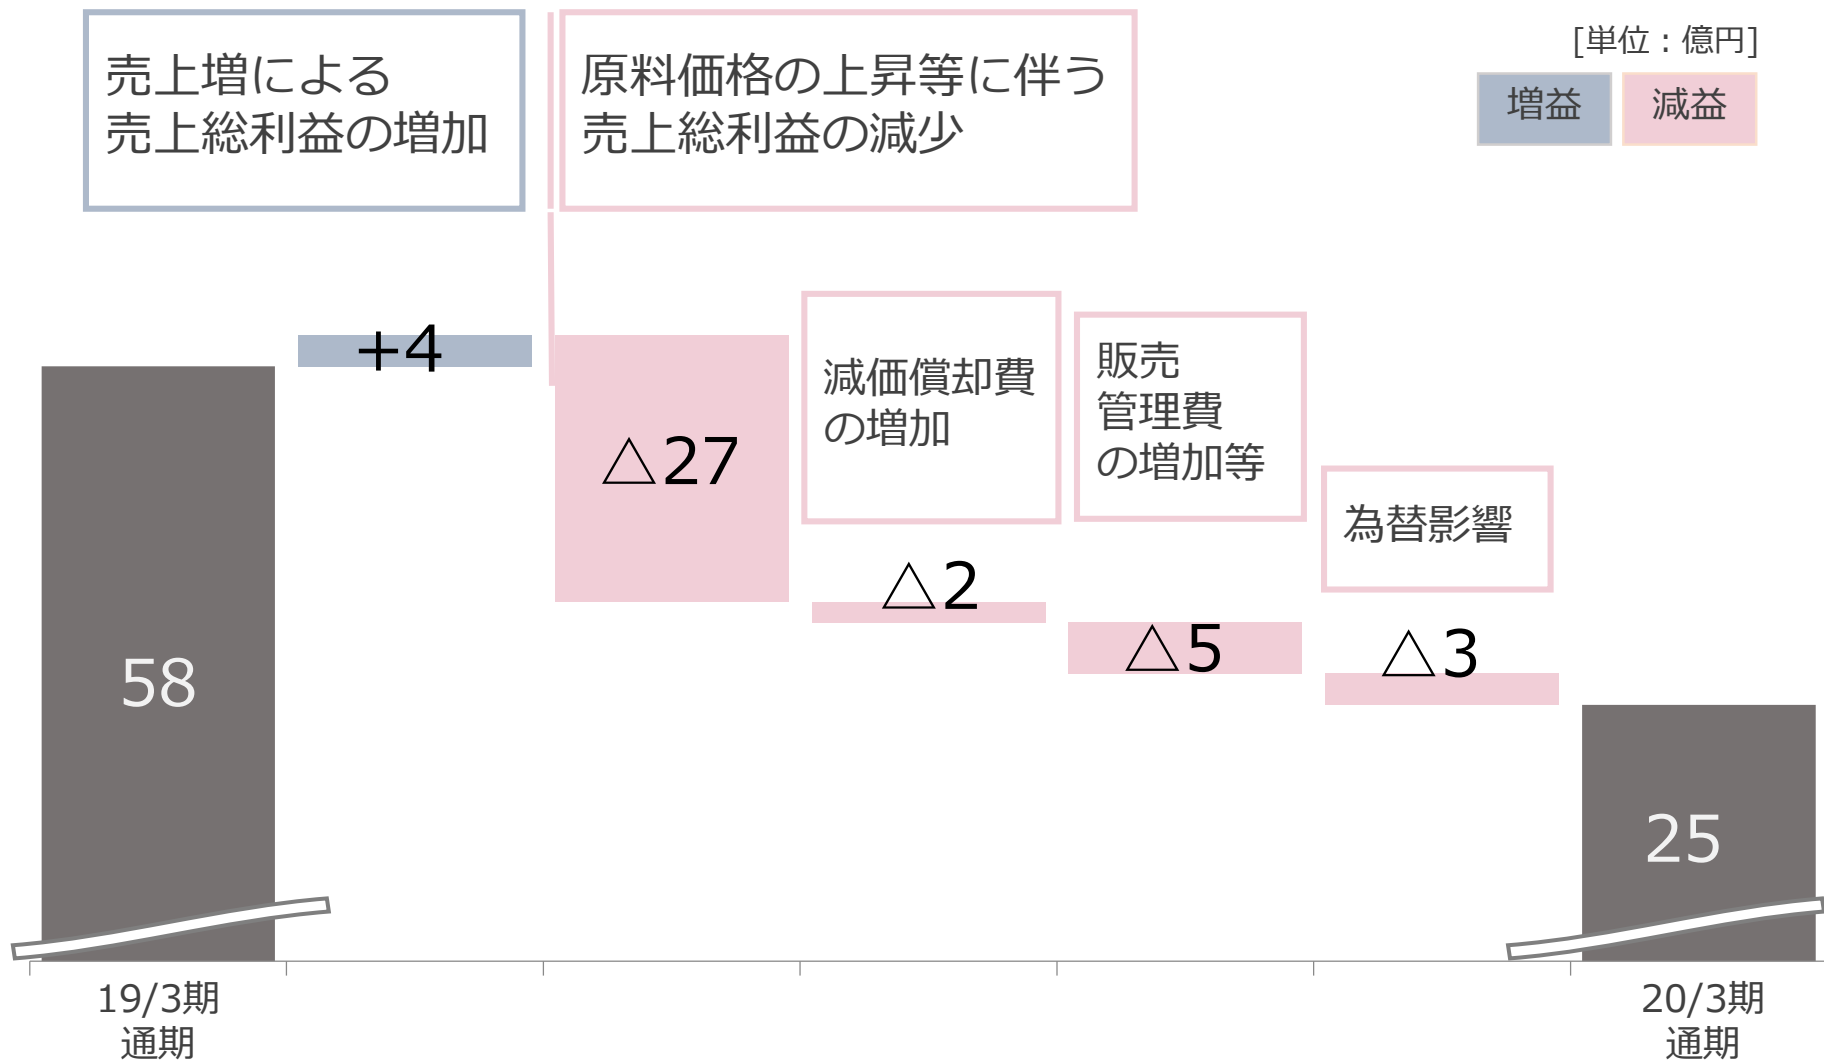 売上増による
売上総利益の増加
原料価格の上昇等に伴う
売上総利益の減少
[単位：億円]
増益
減益
+4
△27
減価償却費
の増加
販売
管理費
の増加等
為替影響
△2
△5
△3
58
25
19/3期
通期
20/3期
通期